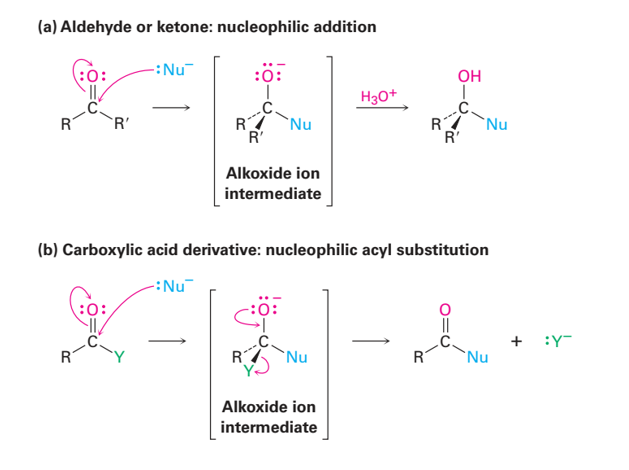 (a) Aldehyde or ketone: nucleophilic addition
:O: :Nu⁻
C
R R′
:Ö:⁻
C
R Nu
R′
Alkoxide ion
intermediate
H₃O⁺
OH
C
R Nu
R′
(b) Carboxylic acid derivative: nucleophilic acyl substitution
:O: :Nu⁻
C
R Y
:Ö:⁻
C
R Nu
Y
Alkoxide ion
intermediate
O
C
R Nu
+ :Y⁻